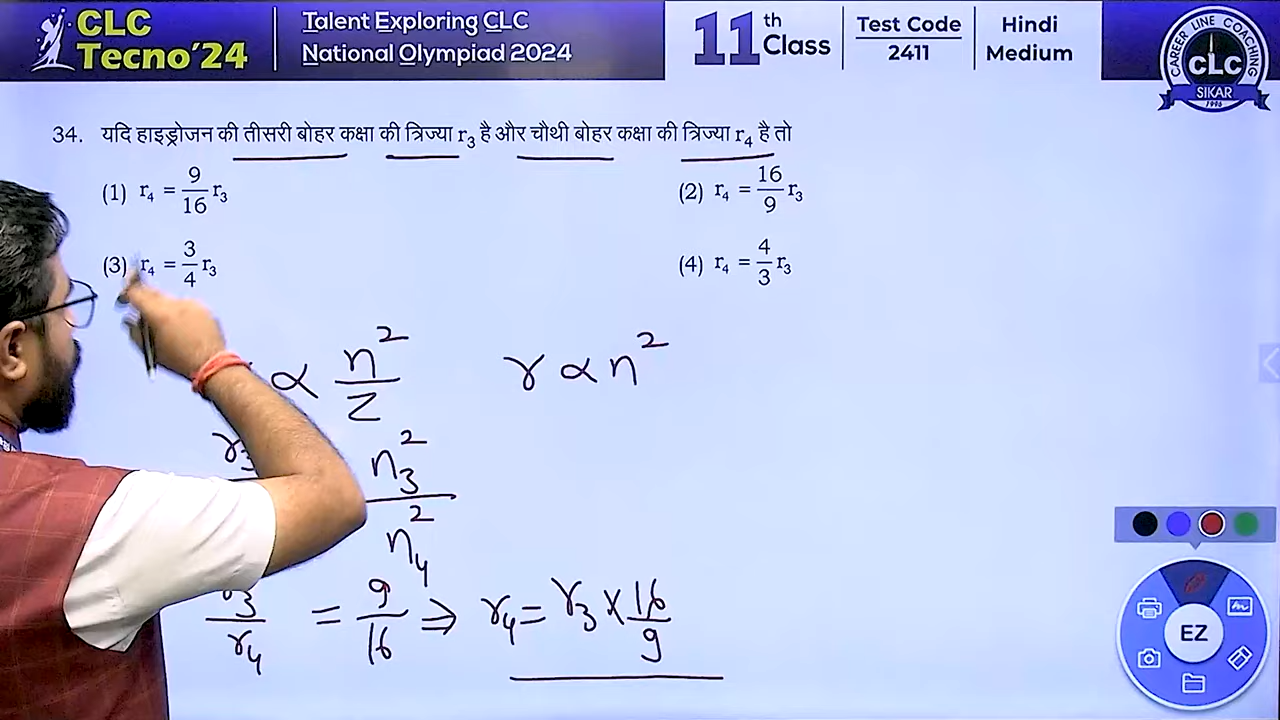 CLC
Tecno'24
Talent Exploring CLC
National Olympiad 2024
11th Class
Test Code
2411
Hindi
Medium
CAREER LINE COACHING
CLC
SIKAR
1996
34. यदि हाइड्रोजन की तीसरी बोहर कक्षा की त्रिज्या r₃ है और चौथी बोहर कक्षा की त्रिज्या r₄ है तो
(1) r₄ = 9/16 r₃
(2) r₄ = 16/9 r₃
(3) r₄ = 3/4 r₃
(4) r₄ = 4/3 r₃
∝ n²/Z
r ∝ n²
r₃ n₃²/n₄²
r₃/r₄ = 9/16 ⇒ r₄ = r₃ × 16/9
EZ